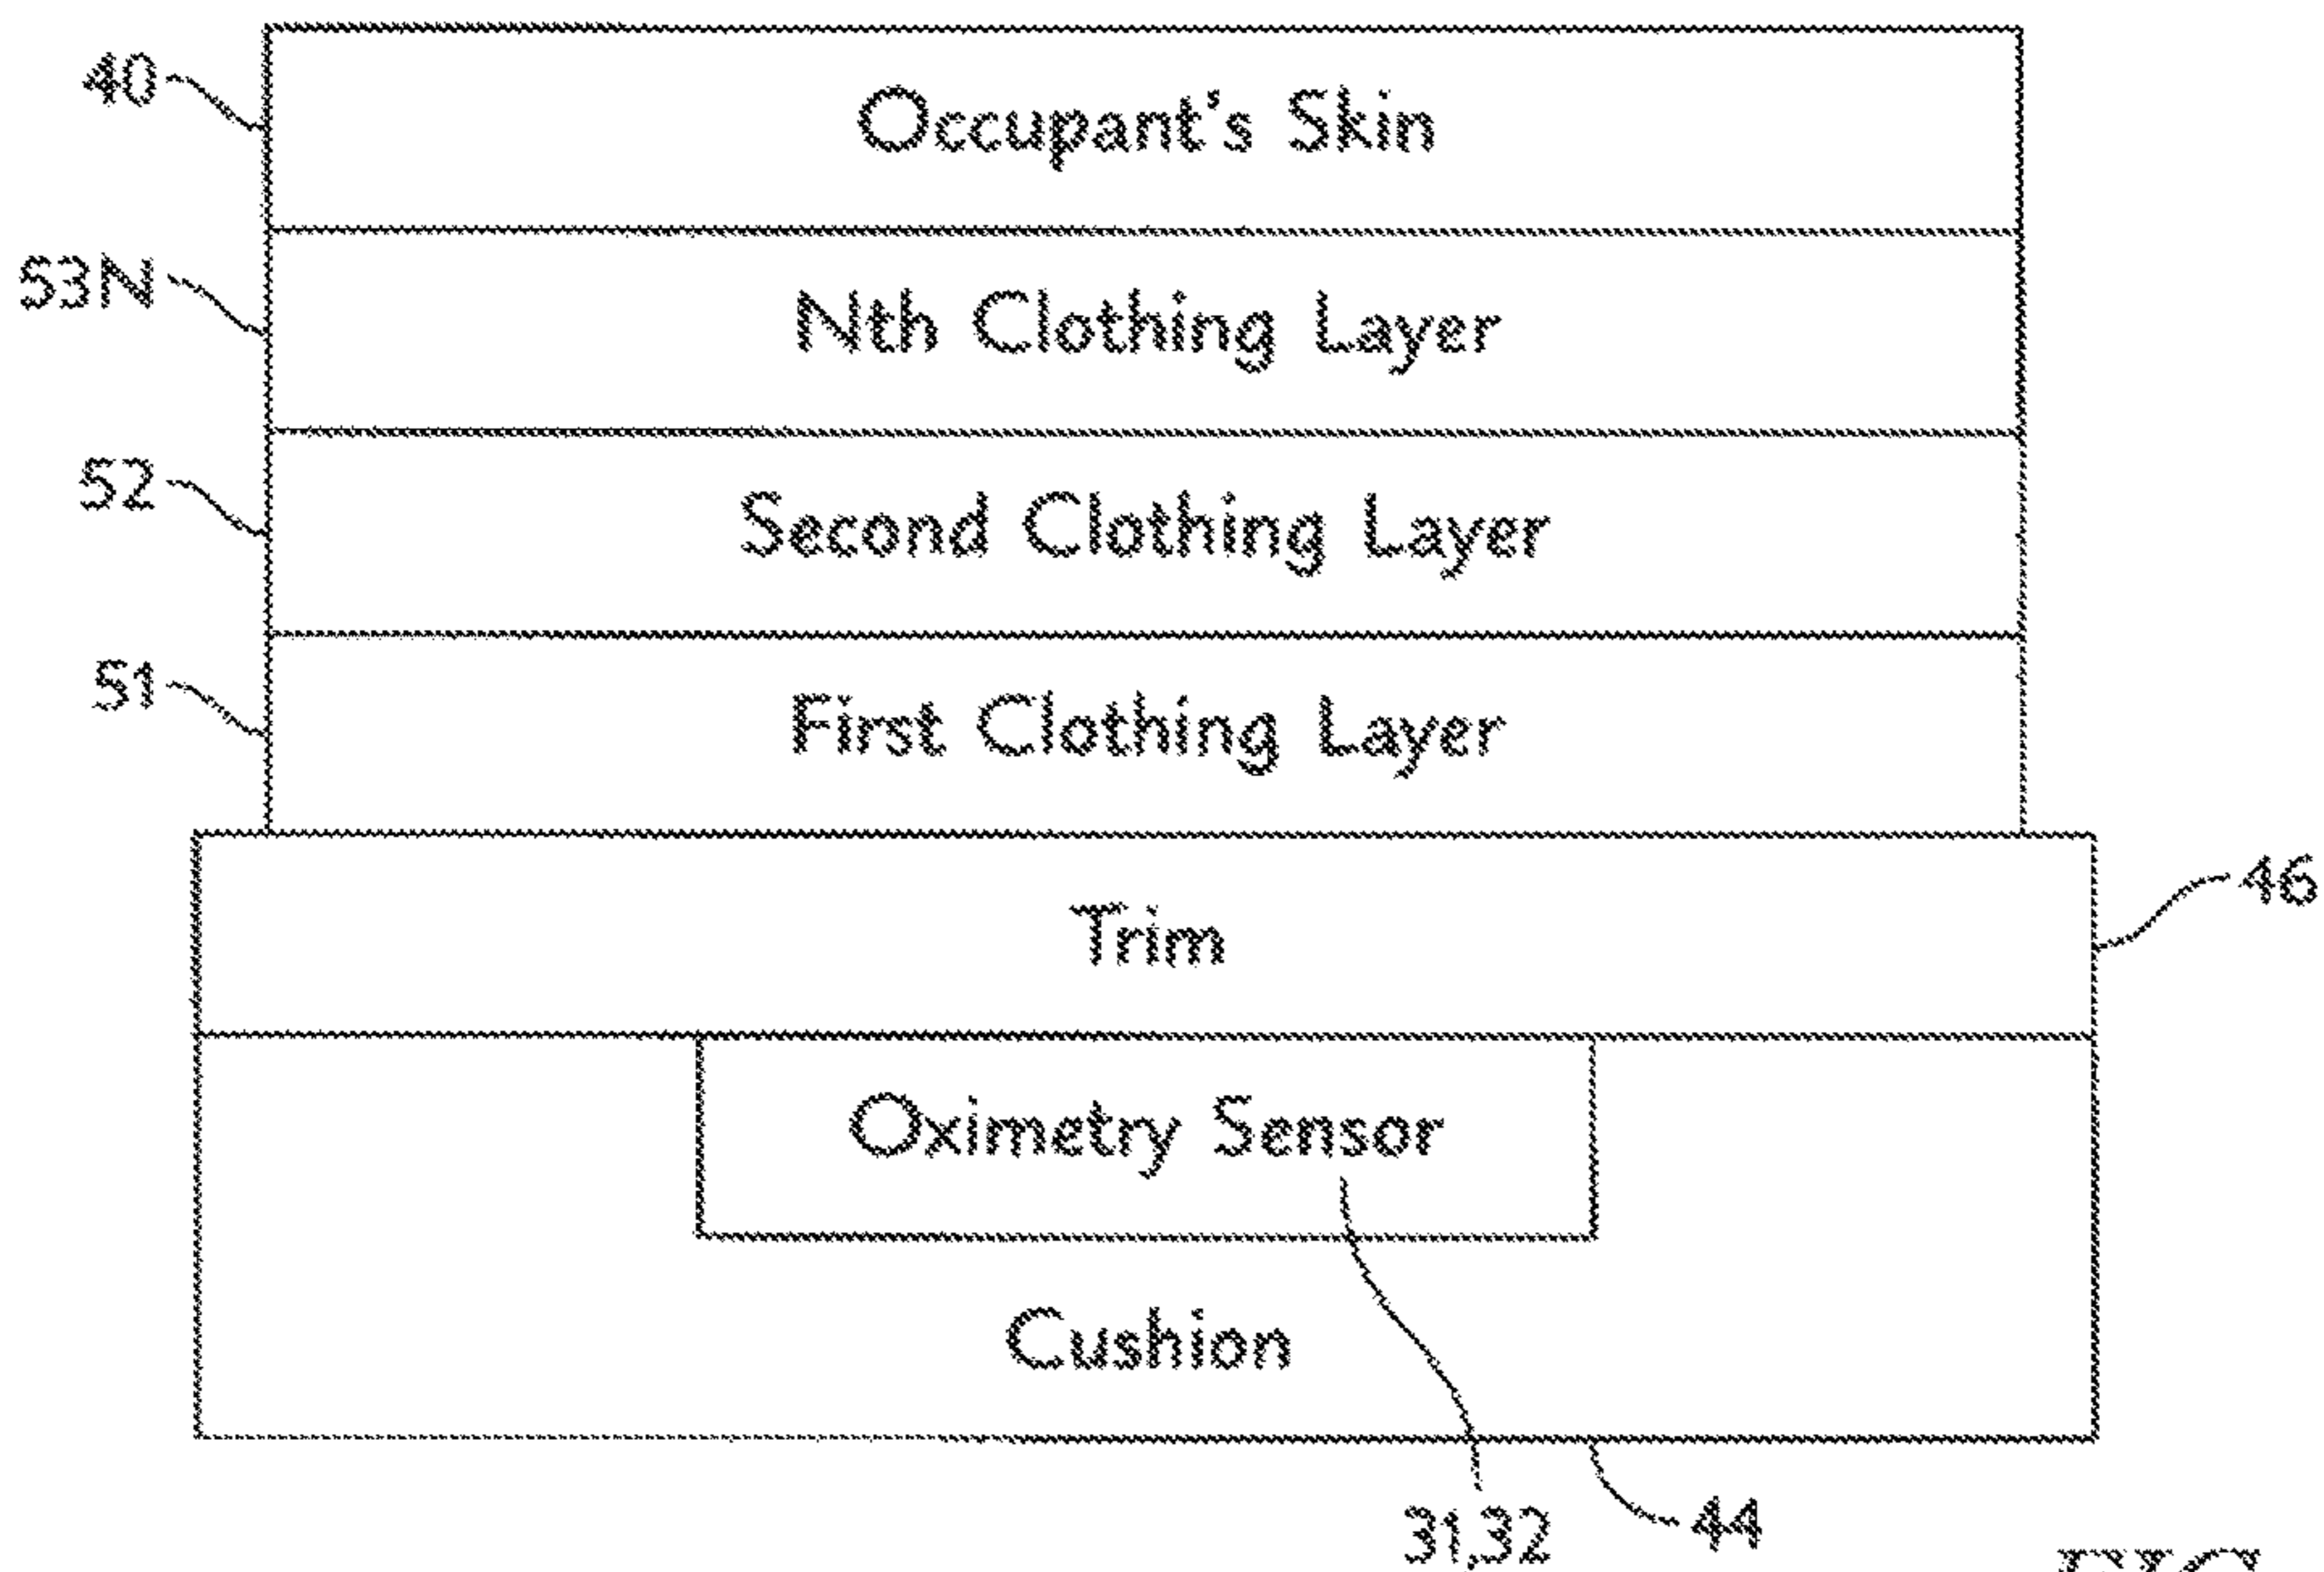 40
Occupant's Skin
53N
Nth Clothing Layer
52
Second Clothing Layer
51
First Clothing Layer
46
Trim
Oximetry Sensor
Cushion
31,32
44